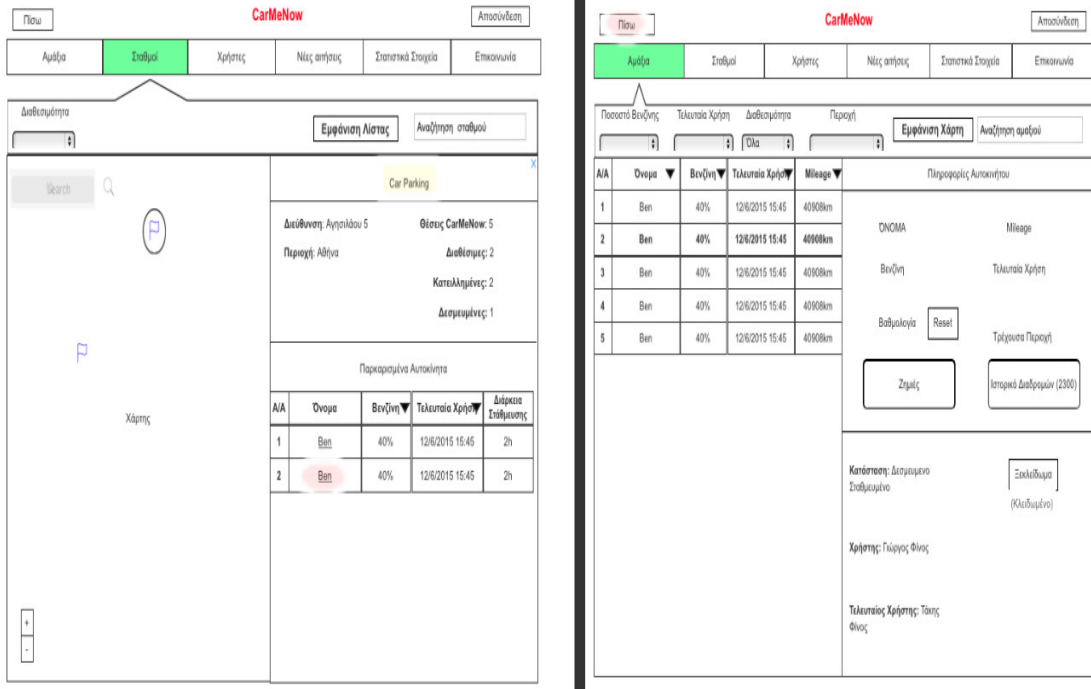 Πίσω
CarMeNow
Αποσύνδεση
Αμάξια Σταθμοί Χρήστες Νέες αιτήσεις Στατιστικά Στοιχεία Επικοινωνία
Διαθεσιμότητα
Εμφάνιση Λίστας
Αναζήτηση σταθμού
Search
Χάρτης
+
-
X
Car Parking
Διεύθυνση: Αγησιλάου 5
Θέσεις CarMeNow: 5
Περιοχή: Αθήνα
Διαθέσιμες: 2
Κατειλλημένες: 2
Δεσμευμένες: 1
Παρκαρισμένα Αυτοκίνητα
Α/Α Όνομα Βενζίνη Τελευταία Χρήση Διάρκεια Στάθμευσης
1 Ben 40% 12/6/2015 15:45 2h
2 Ben 40% 12/6/2015 15:45 2h
Πίσω
CarMeNow
Αποσύνδεση
Αμάξια Σταθμοί Χρήστες Νέες αιτήσεις Στατιστικά Στοιχεία Επικοινωνία
Ποσοστό Βενζίνης Τελευταία Χρήση Διαθεσιμότητα Περιοχή
Όλα
Εμφάνιση Χάρτη
Αναζήτηση αμαξιού
Α/Α Όνομα Βενζίνη Τελευταία Χρήση Mileage
1 Ben 40% 12/6/2015 15:45 40908km
2 Ben 40% 12/6/2015 15:45 40908km
3 Ben 40% 12/6/2015 15:45 40908km
4 Ben 40% 12/6/2015 15:45 40908km
5 Ben 40% 12/6/2015 15:45 40908km
Πληροφορίες Αυτοκινήτου
ΌΝΟΜΑ Mileage
Βενζίνη Τελευταία Χρήση
Βαθμολογία Reset
Τρέχουσα Περιοχή
Ζημιές
Ιστορικό Διαδρομών (2300)
Κατάσταση: Δεσμευμενο
Σταθμευμένο
Ξεκλείδωμα
(Κλειδωμένο)
Χρήστης: Γιώργος Φίνος
Τελευταίος Χρήστης: Τάκης
Φίνος